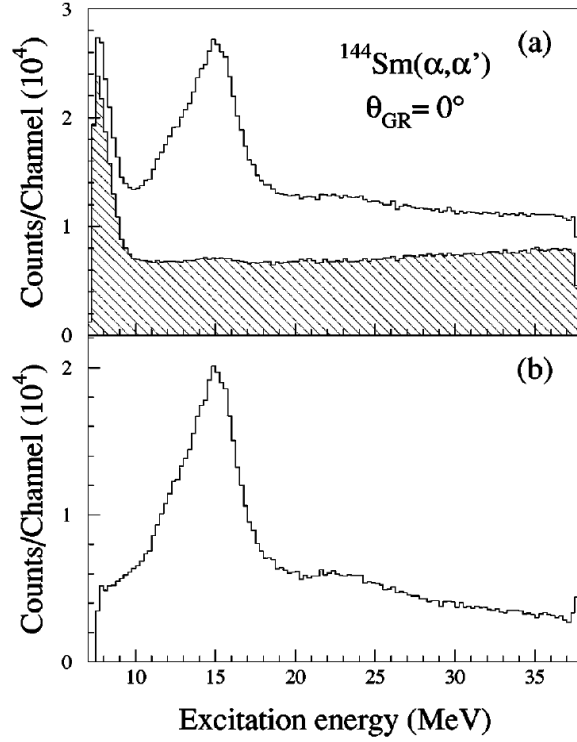 (a)
¹⁴⁴Sm(α,α’)
θ_GR = 0°
Counts/Channel (10⁴)
3
2
1
0
(b)
Counts/Channel (10⁴)
2
1
0
10 15 20 25 30 35
Excitation energy (MeV)